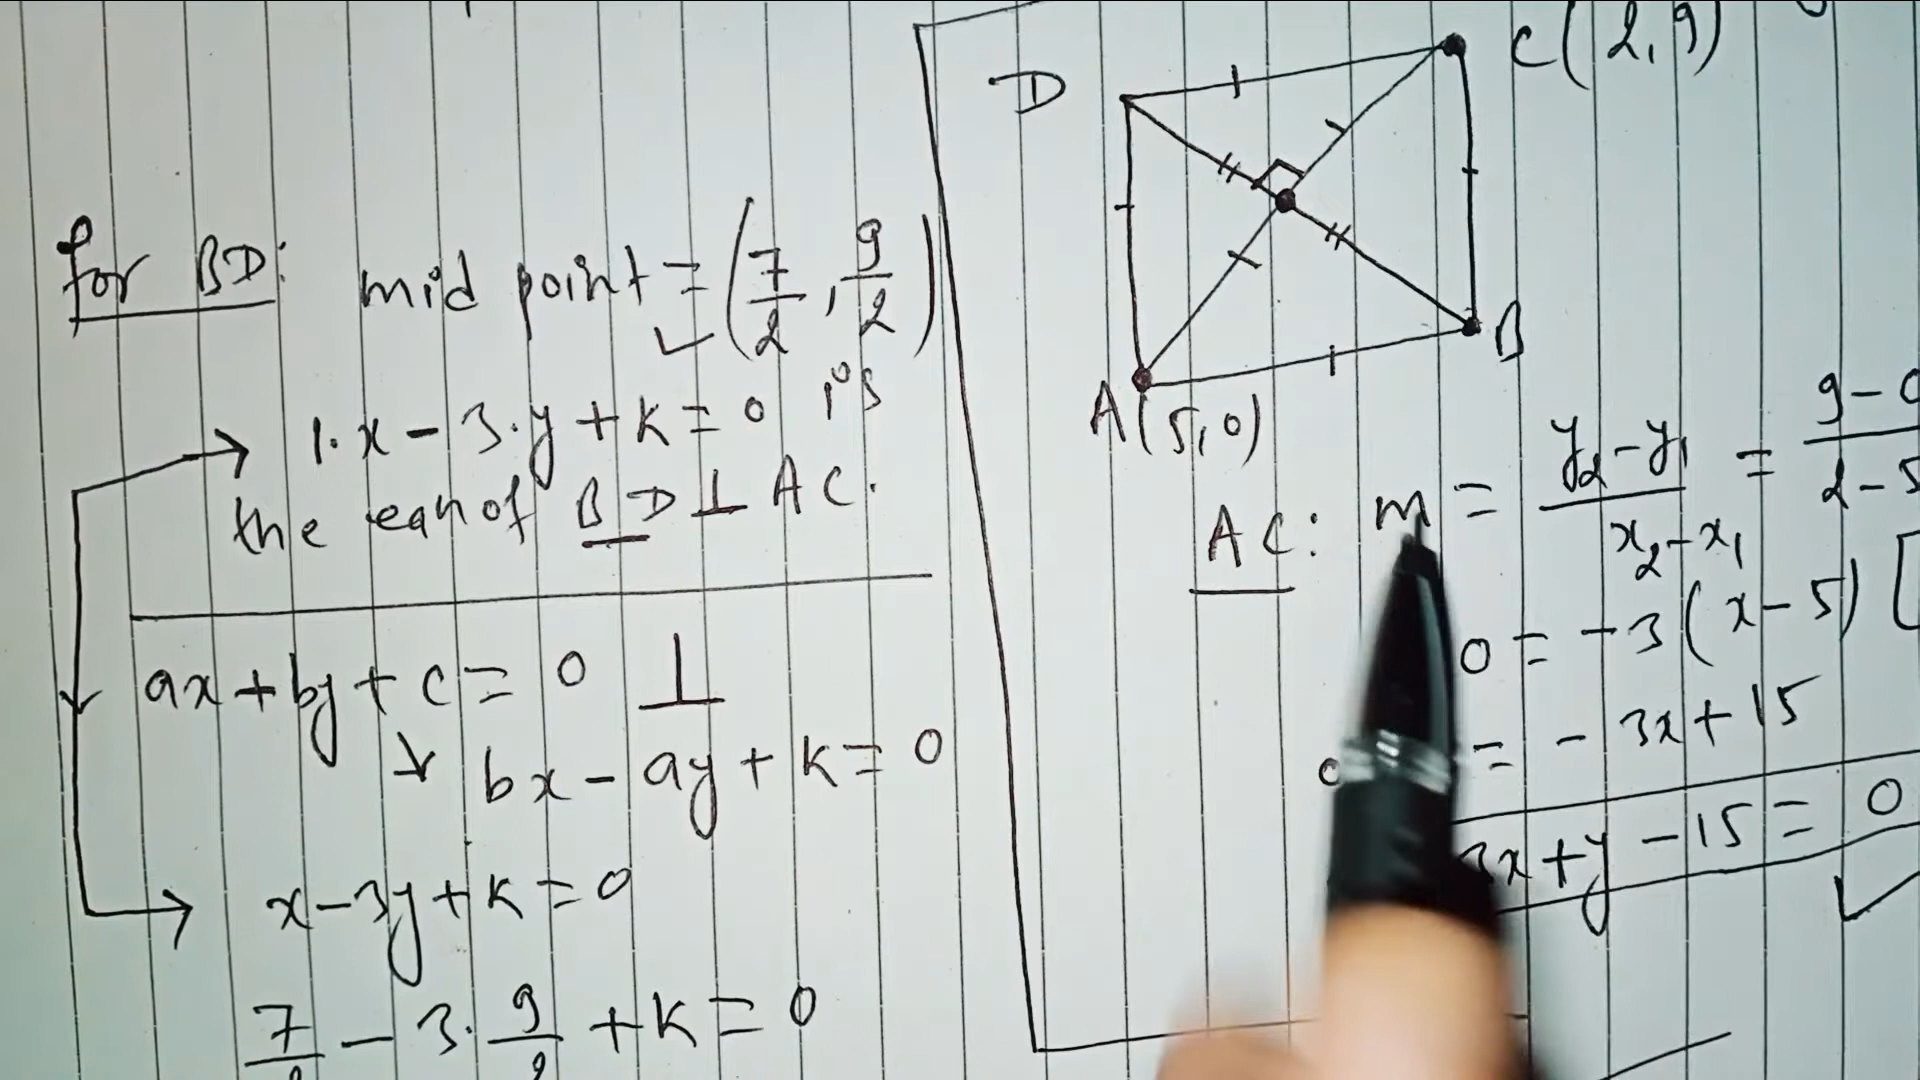 for BD: mid point = (7/2, 9/2)
1·x - 3·y + k = 0 is
the eqn of BD ⊥ AC.
ax + by + c = 0 ⊥
bx - ay + k = 0
x - 3y + k = 0
7/2 - 3·9/2 + k = 0
D
C(2,9)
B
A(5,0)
AC: m = y2-y1/x2-x1 = 9-0/2-5
0 = -3(x-5)
= -3x+15
3x+y-15 = 0